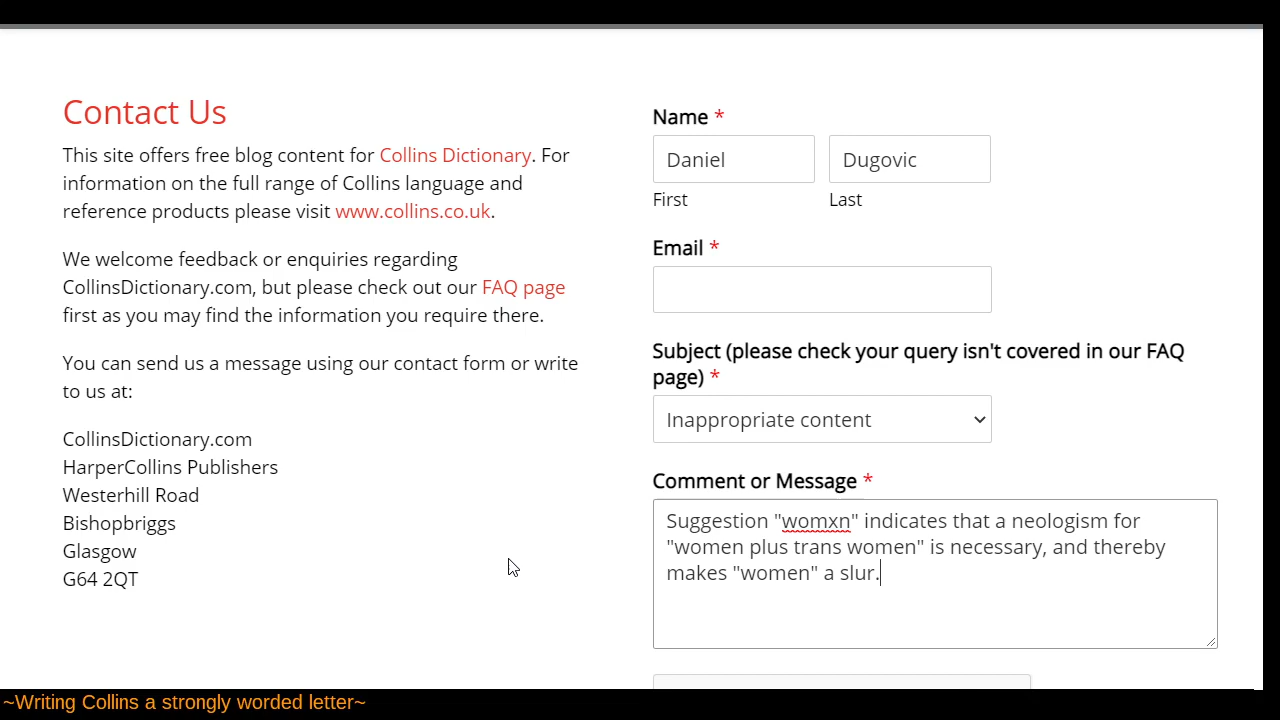 Contact Us
This site offers free blog content for Collins Dictionary. For
information on the full range of Collins language and
reference products please visit www.collins.co.uk.
We welcome feedback or enquiries regarding
CollinsDictionary.com, but please check out our FAQ page
first as you may find the information you require there.
You can send us a message using our contact form or write
to us at:
CollinsDictionary.com
HarperCollins Publishers
Westerhill Road
Bishopbriggs
Glasgow
G64 2QT
Name *
Daniel Dugovic
First Last
Email *
Subject (please check your query isn't covered in our FAQ
page) *
Inappropriate content
Comment or Message *
Suggestion "womxn" indicates that a neologism for
"women plus trans women" is necessary, and thereby
makes "women" a slur.
~Writing Collins a strongly worded letter~